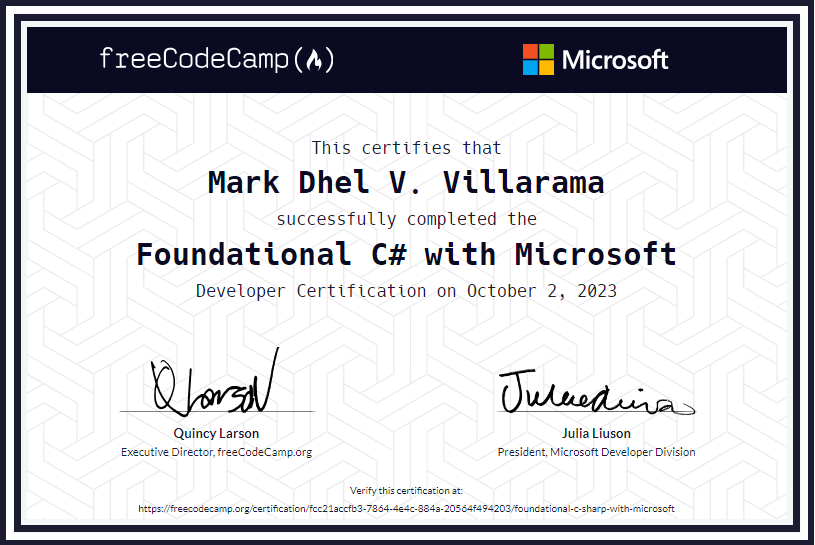 freeCodeCamp(🔥)
Microsoft
This certifies that
Mark Dhel V. Villarama
successfully completed the
Foundational C# with Microsoft
Developer Certification on October 2, 2023
Quincy Larson
Executive Director, freeCodeCamp.org
Julia Liuson
President, Microsoft Developer Division
Verify this certification at:
https://freecodecamp.org/certification/fcc21accfb3-7864-4e4c-884a-20564f494203/foundational-c-sharp-with-microsoft